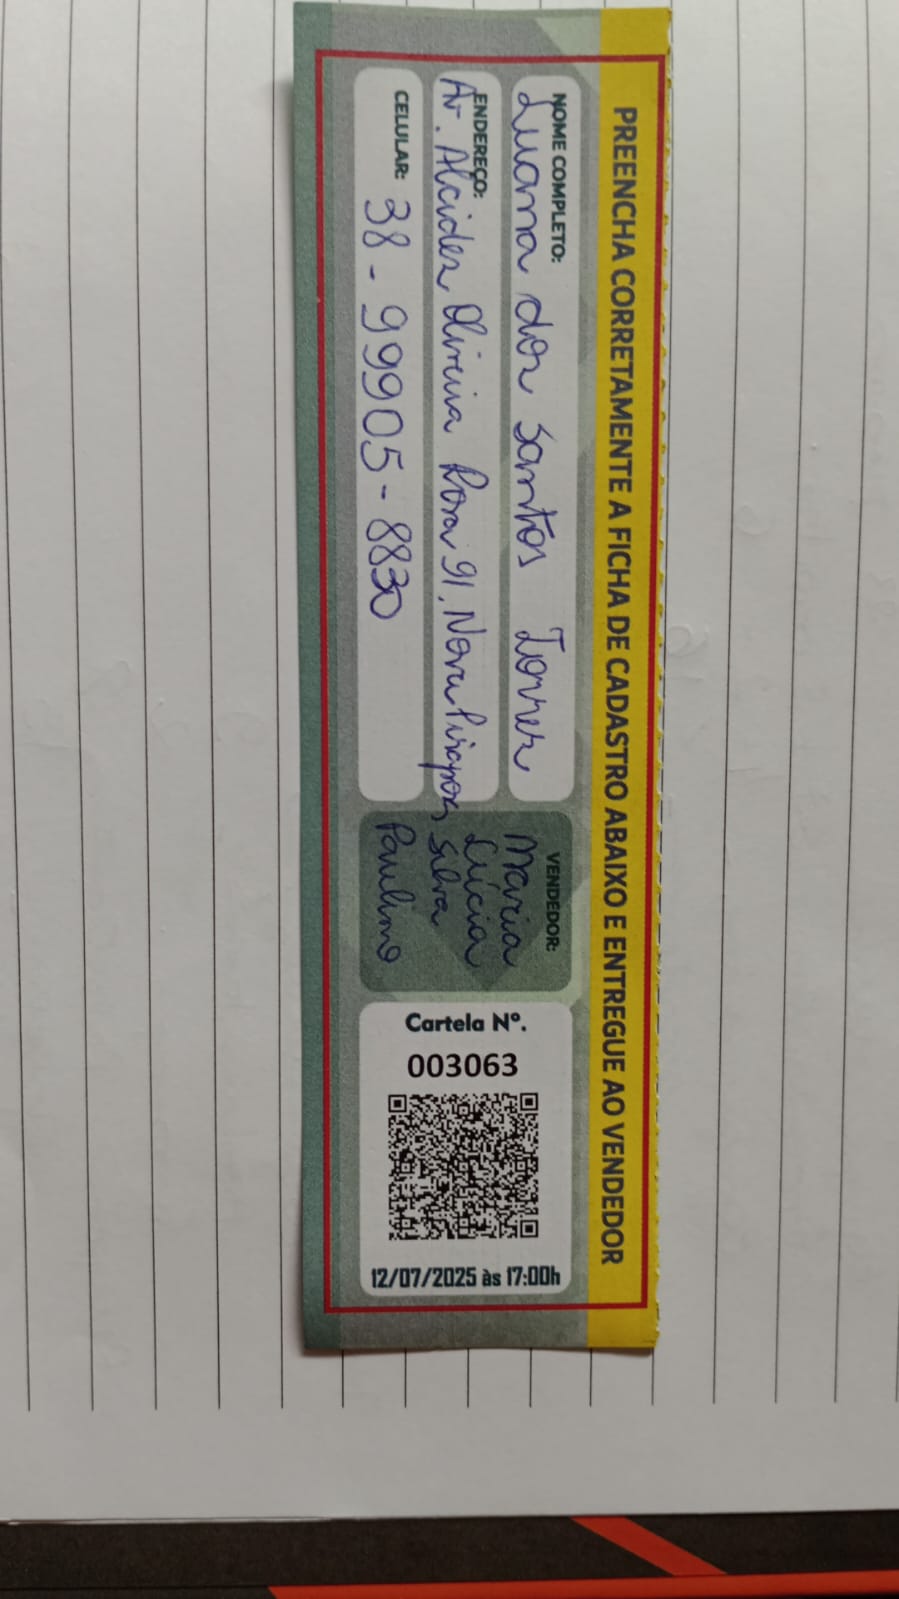 PREENCHA CORRETAMENTE A FICHA DE CADASTRO ABAIXO E ENTREGUE AO VENDEDOR
NOME COMPLETO:
Luana dos Santos Torres
ENDEREÇO:
Av. Alcides Oliveira Rosa 91. Nova Pirapora
CELULAR: 38-99905-8830
VENDEDOR:
Maria
Lúcia
Silva
Paulino
Cartela Nº.
003063
12/07/2025 às 17:00h